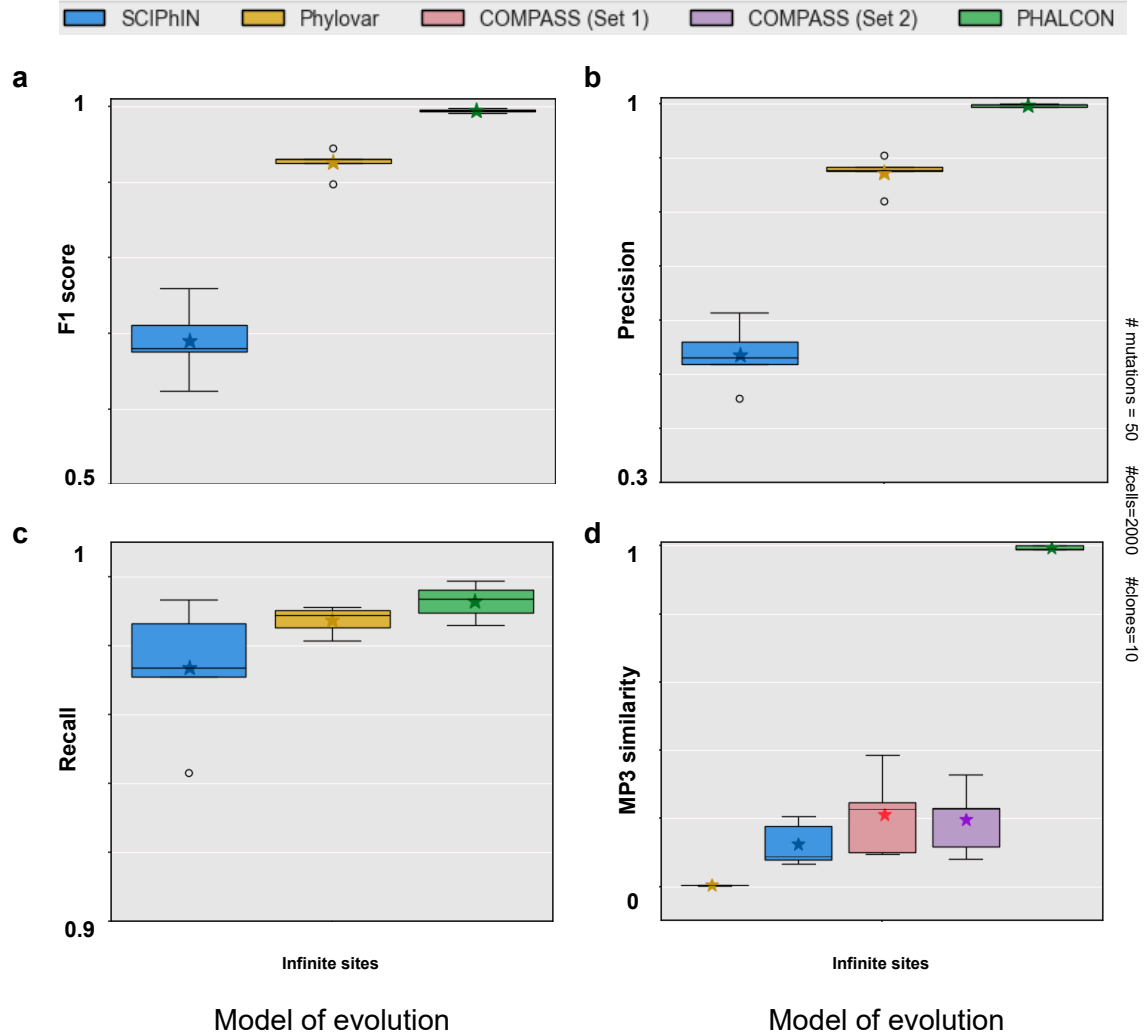 SCIPhIN Phylovar COMPASS (Set 1) COMPASS (Set 2) PHALCON
a
1
F1 score
0.5
b
1
Precision
0.3
c
1
Recall
0.9
Infinite sites
Model of evolution
d
1
MP3 similarity
0
Infinite sites
Model of evolution
# mutations = 50 #cells=2000 #clones=10